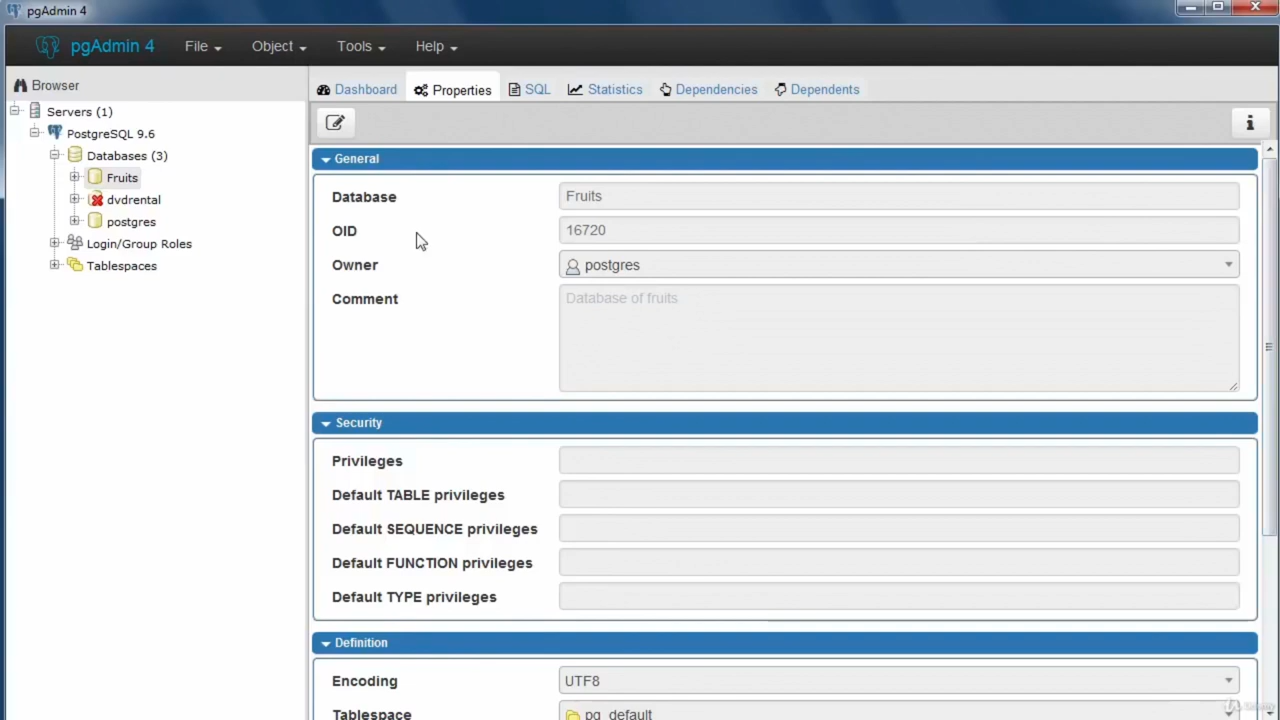 pgAdmin 4
pgAdmin 4 File Object Tools Help
Browser
Servers (1)
PostgreSQL 9.6
Databases (3)
Fruits
dvdrental
postgres
Login/Group Roles
Tablespaces
Dashboard Properties SQL Statistics Dependencies Dependents
General
Database Fruits
OID 16720
Owner postgres
Comment Database of fruits
Security
Privileges
Default TABLE privileges
Default SEQUENCE privileges
Default FUNCTION privileges
Default TYPE privileges
Definition
Encoding UTF8
Tablespace pg_default